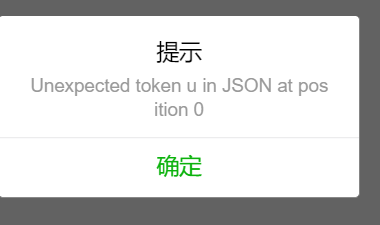 提示
Unexpected token u in JSON at pos
ition 0
确定